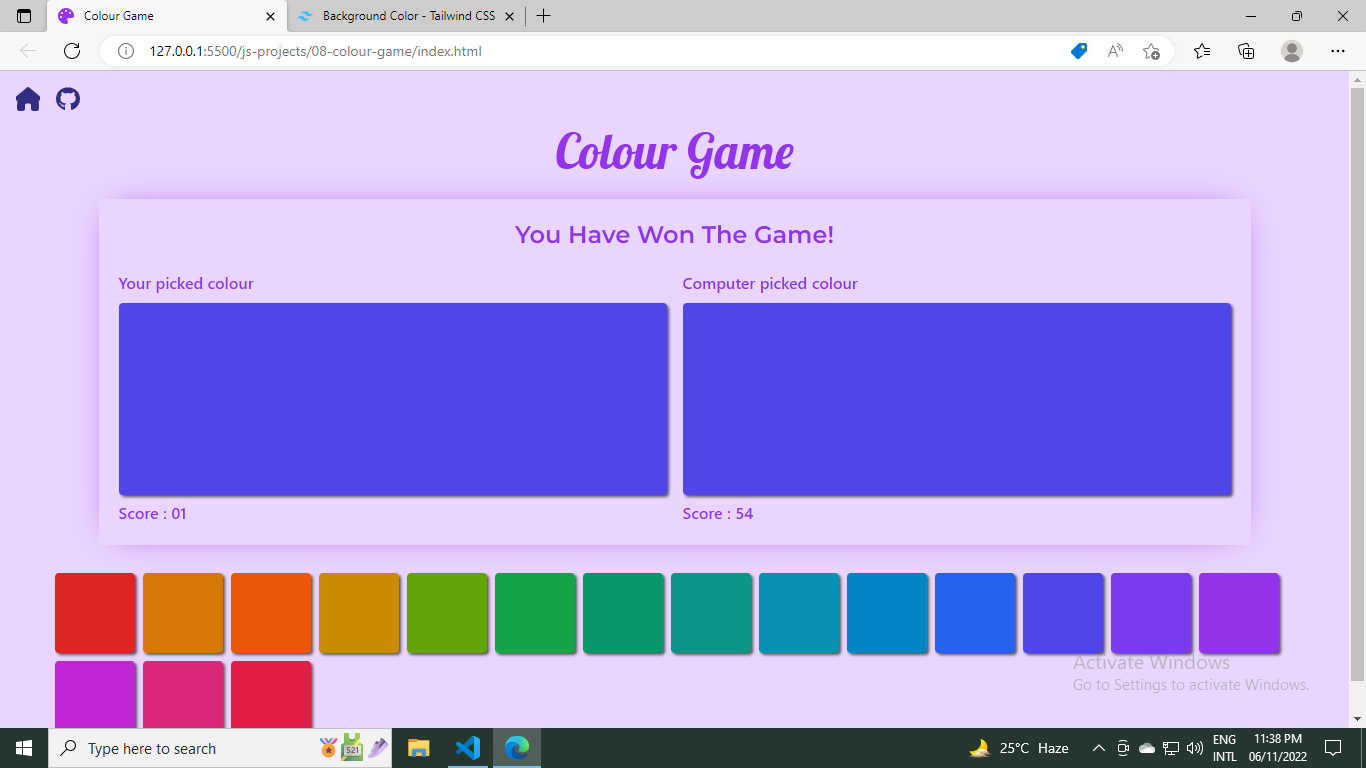 Colour Game
Background Color - Tailwind CSS
127.0.0.1:5500/js-projects/08-colour-game/index.html
Colour Game
You Have Won The Game!
Your picked colour
Computer picked colour
Score : 01
Score : 54
Activate Windows
Go to Settings to activate Windows.
Type here to search
521
25°C Haze
ENG
INTL
11:38 PM
06/11/2022